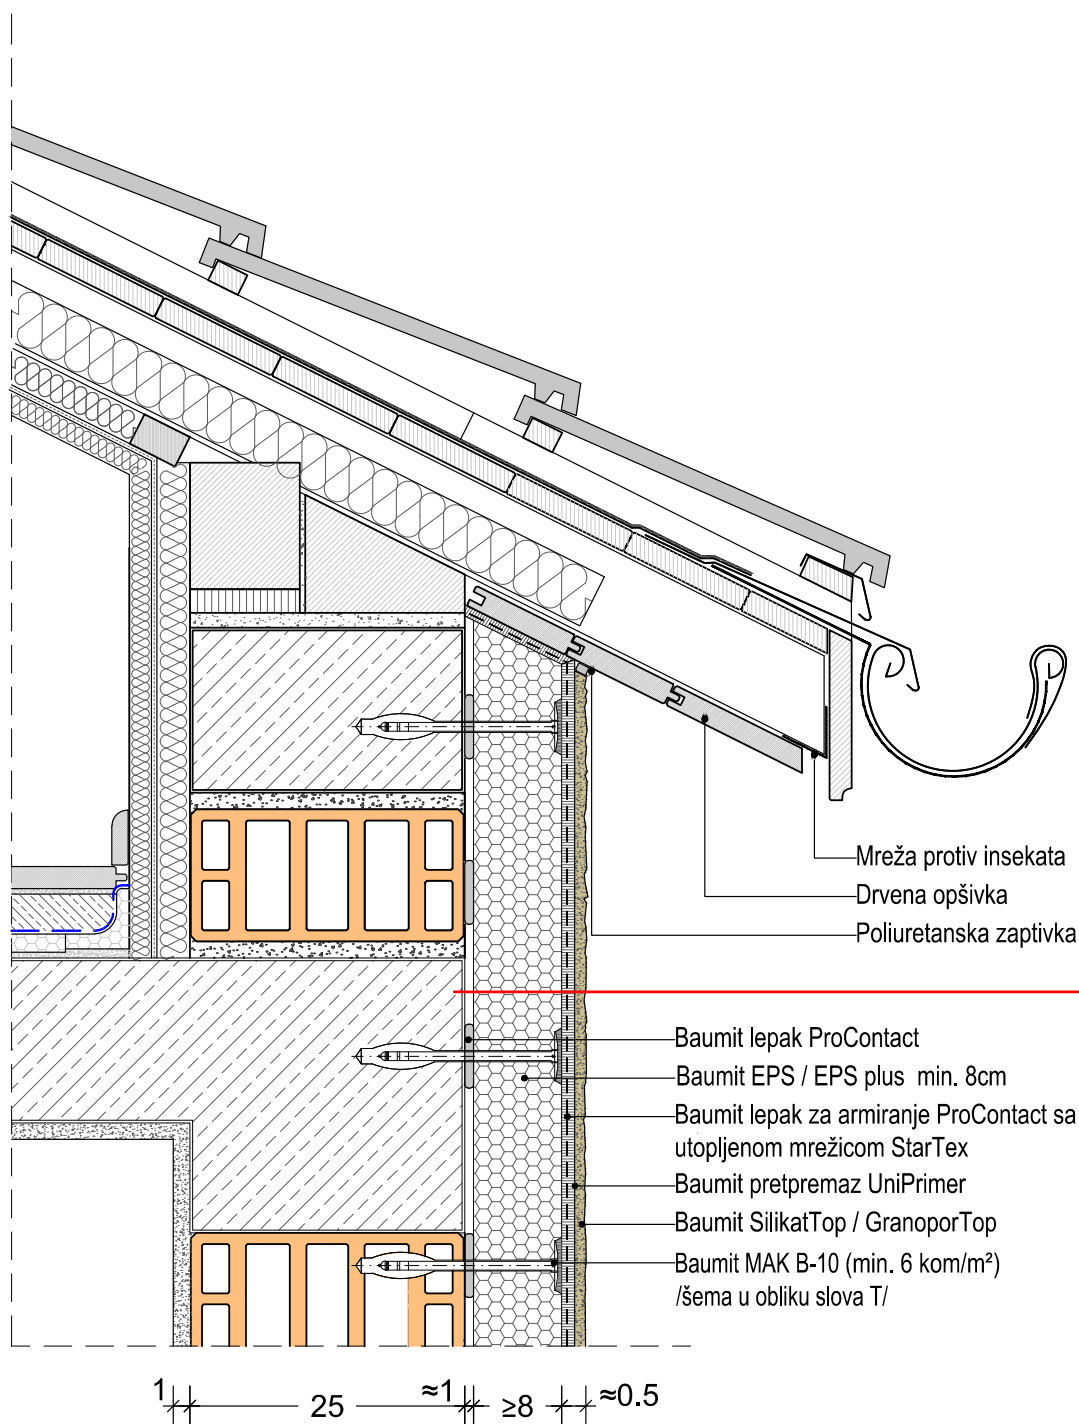 Mreža protiv insekata
Drvena opšivka
Poliuretanska zaptivka
Baumit lepak ProContact
Baumit EPS / EPS plus min. 8cm
Baumit lepak za armiranje ProContact sa
utopljenom mrežicom StarTex
Baumit pretpremaz UniPrimer
Baumit SilikatTop / GranoporTop
Baumit MAK B-10 (min. 6 kom/m²)
/šema u obliku slova T/
1 25 ≈1 ≥8 ≈0.5